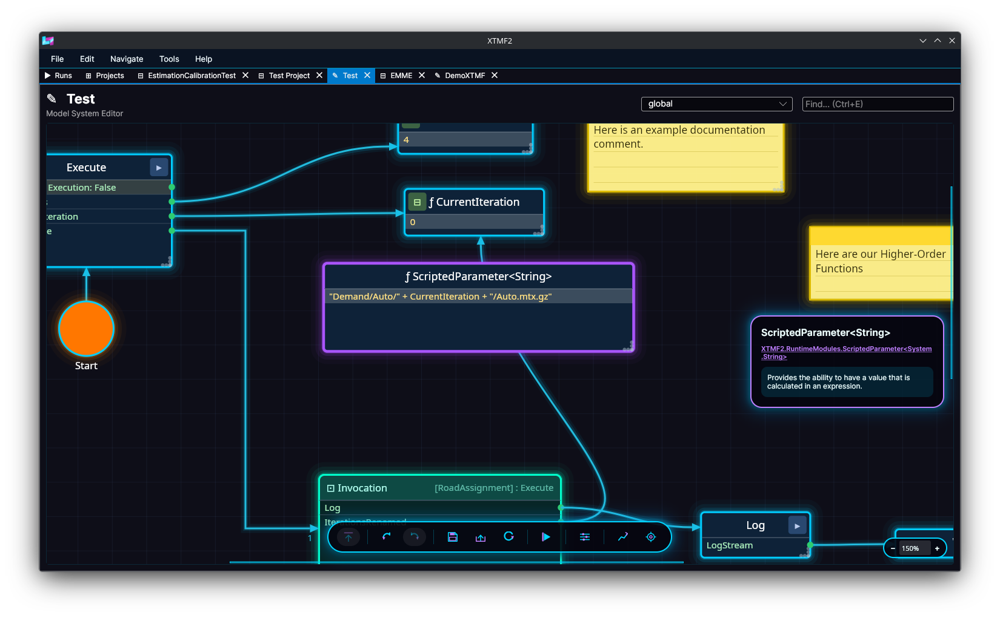 XTMF2
File Edit Navigate Tools Help
Runs Projects EstimationCalibrationTest Test Project Test EMME DemoXTMF
Test
Model System Editor
global
Find... (Ctrl+E)
4
Here is an example documentation
comment.
Execute
Execution: False
eration
e
ƒ CurrentIteration
0
Here are our Higher-Order
Functions
ƒ ScriptedParameter<String>
"Demand/Auto/" + CurrentIteration + "/Auto.mtx.gz"
Start
ScriptedParameter<String>
XTMF2.RuntimeModules.ScriptedParameter<System
.String>
Provides the ability to have a value that is
calculated in an expression.
Invocation [RoadAssignment] : Execute
Log
IterationsRenamed
1
Log
LogStream
- 150% +